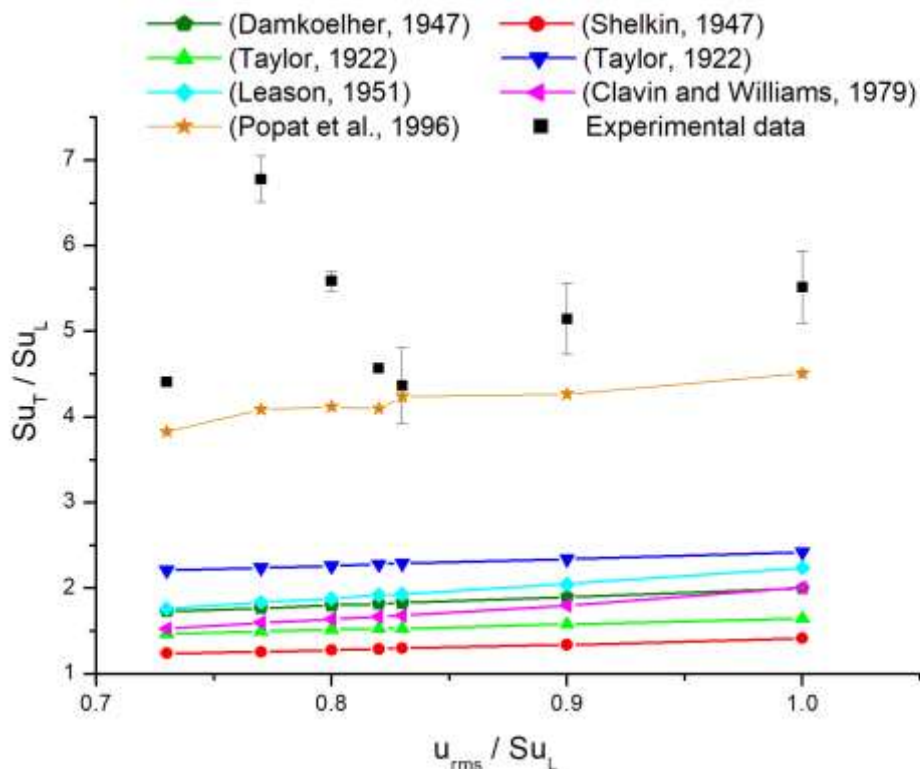 (Damkoelher, 1947) (Shelkin, 1947)
(Taylor, 1922) (Taylor, 1922)
(Leason, 1951) (Clavin and Williams, 1979)
(Popat et al., 1996) Experimental data
7
6
5
4
3
2
1
Su_T / Su_L
0.7 0.8 0.9 1.0
u_rms / Su_L